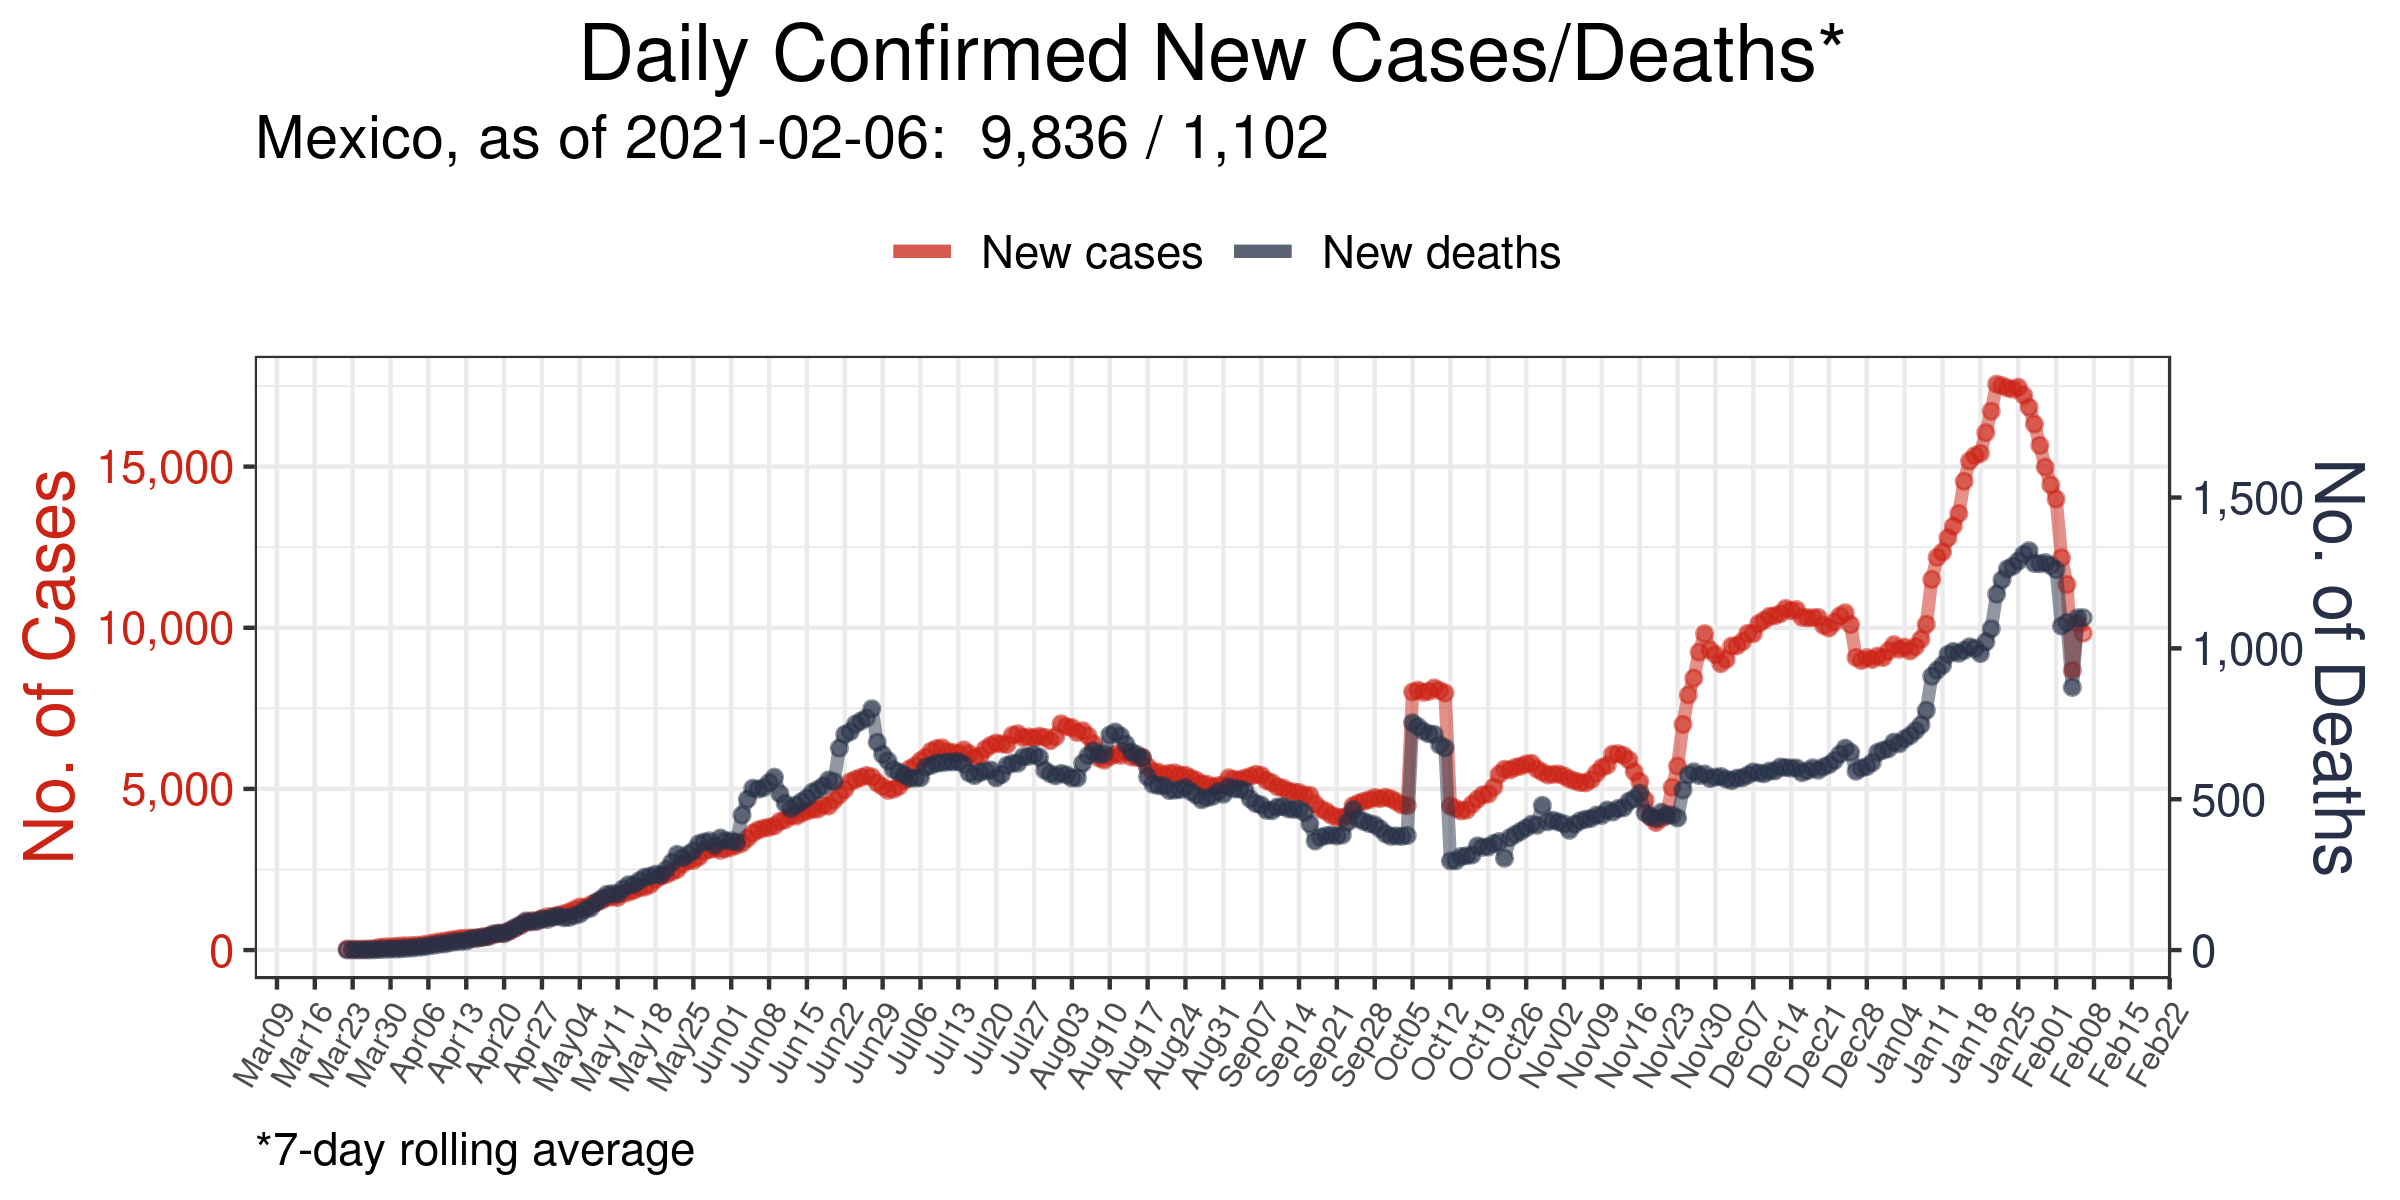 Daily Confirmed New Cases/Deaths*
Mexico, as of 2021-02-06:  9,836 / 1,102
New cases
New deaths
No. of Cases
15,000
10,000
5,000
0
1,500
1,000
500
0
No. of Deaths
Mar09
Mar16
Mar23
Mar30
Apr06
Apr13
Apr20
Apr27
May04
May11
May18
May25
Jun01
Jun08
Jun15
Jun22
Jun29
Jul06
Jul13
Jul20
Jul27
Aug03
Aug10
Aug17
Aug24
Aug31
Sep07
Sep14
Sep21
Sep28
Oct05
Oct12
Oct19
Oct26
Nov02
Nov09
Nov16
Nov23
Nov30
Dec07
Dec14
Dec21
Dec28
Jan04
Jan11
Jan18
Jan25
Feb01
Feb08
Feb15
Feb22
*7-day rolling average